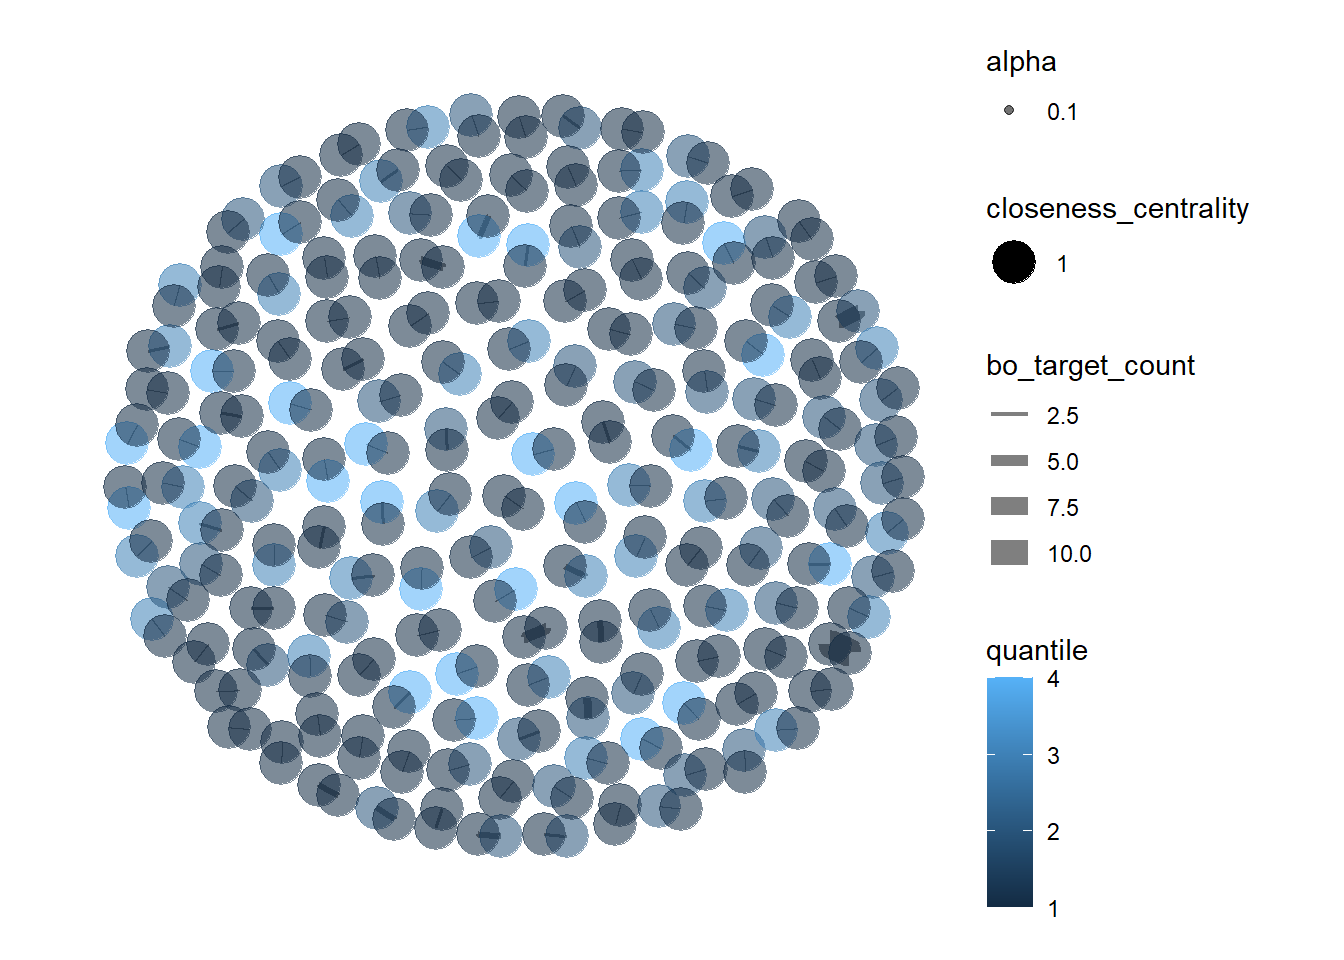 alpha
0.1
closeness_centrality
1
bo_target_count
2.5
5.0
7.5
10.0
quantile
4
3
2
1